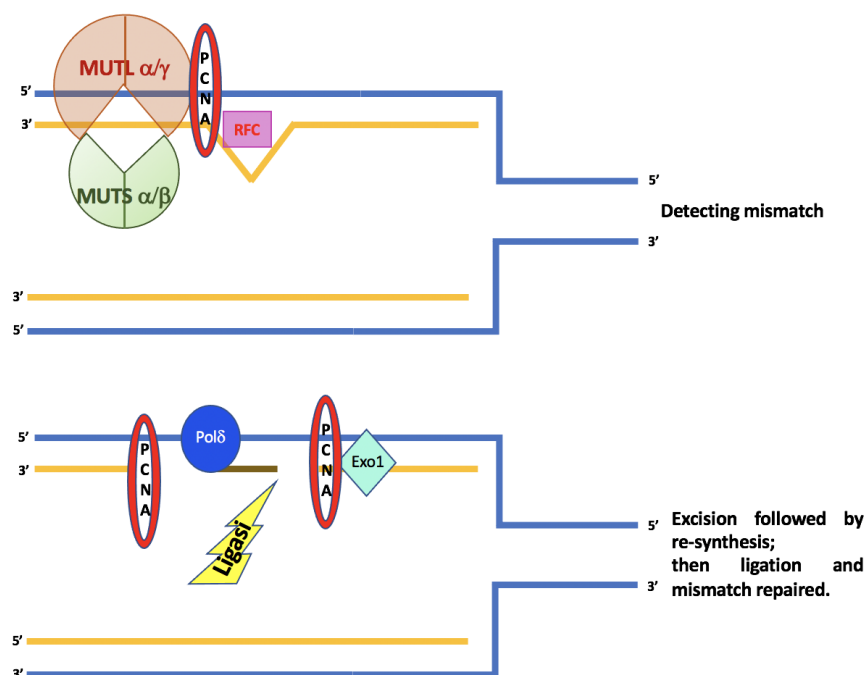 MUTL α/γ
P
C
N
A
5’
3’
RFC
MUTS α/β
5’
Detecting mismatch
3’
3’
5’
5’
Polδ
P
C
N
A
3’
P
C
N
A
Exo1
Ligasi
5’
Excision followed by
re-synthesis;
then ligation and
mismatch repaired.
3’
5’
3’